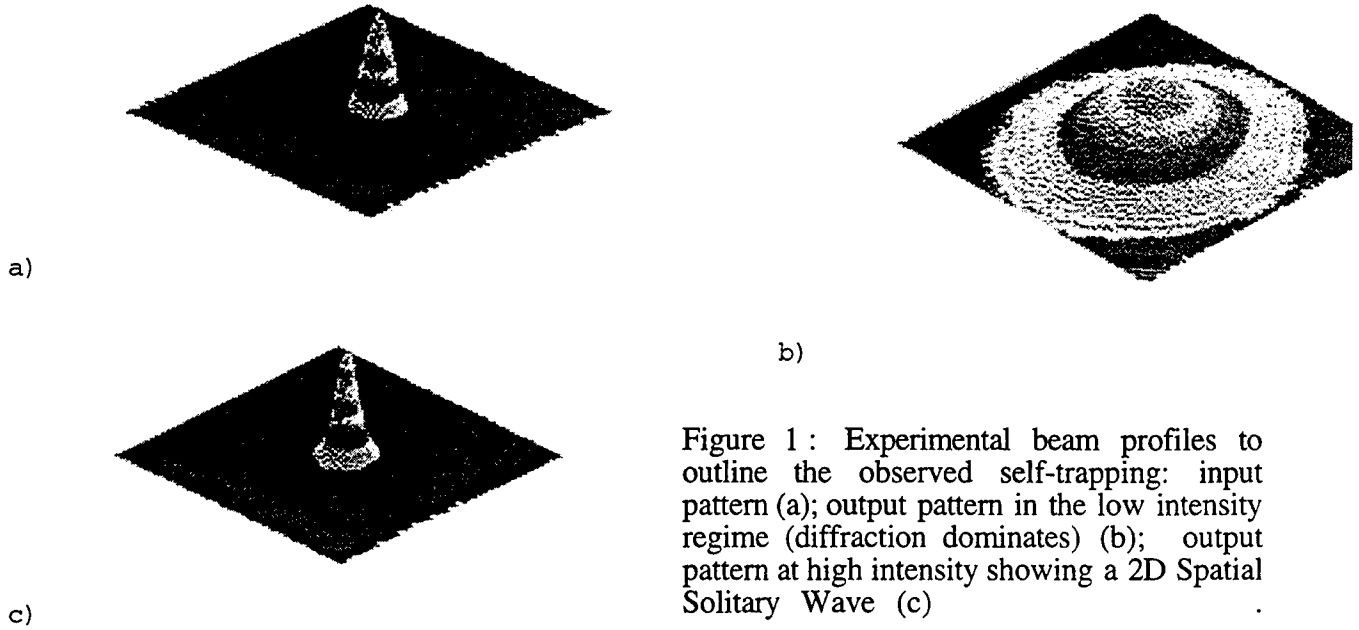 a)
b)
Figure 1 : Experimental beam profiles to
outline the observed self-trapping: input
pattern (a); output pattern in the low intensity
regime (diffraction dominates) (b); output
pattern at high intensity showing a 2D Spatial
Solitary Wave (c) .
c)